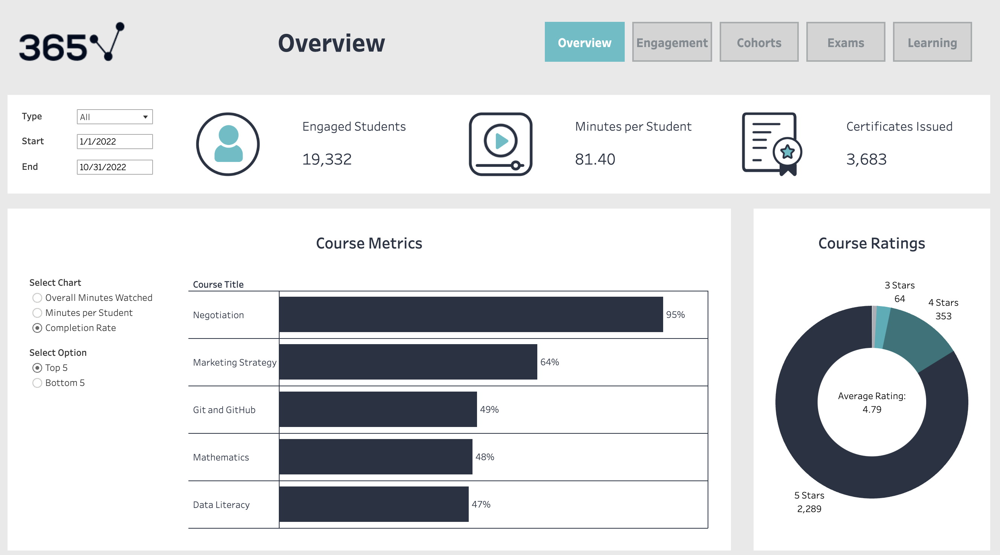 365
Overview
Overview
Engagement
Cohorts
Exams
Learning
Type
All
Start
1/1/2022
End
10/31/2022
Engaged Students
19,332
Minutes per Student
81.40
Certificates Issued
3,683
Course Metrics
Select Chart
Overall Minutes Watched
Minutes per Student
Completion Rate
Select Option
Top 5
Bottom 5
Course Title
Negotiation
95%
Marketing Strategy
64%
Git and GitHub
49%
Mathematics
48%
Data Literacy
47%
Course Ratings
3 Stars
64
4 Stars
353
Average Rating:
4.79
5 Stars
2,289